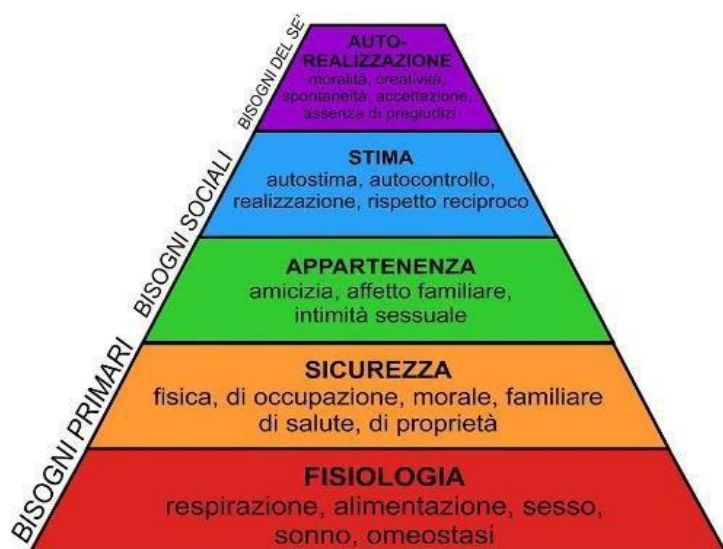 AUTO-
REALIZZAZIONE
moralità, creatività,
spontaneità, accettazione,
assenza di pregiudizi
STIMA
autostima, autocontrollo,
realizzazione, rispetto reciproco
APPARTENENZA
amicizia, affetto familiare,
intimità sessuale
SICUREZZA
fisica, di occupazione, morale, familiare
di salute, di proprietà
FISIOLOGIA
respirazione, alimentazione, sesso,
sonno, omeostasi
BISOGNI DEL SE'
BISOGNI SOCIALI
BISOGNI PRIMARI